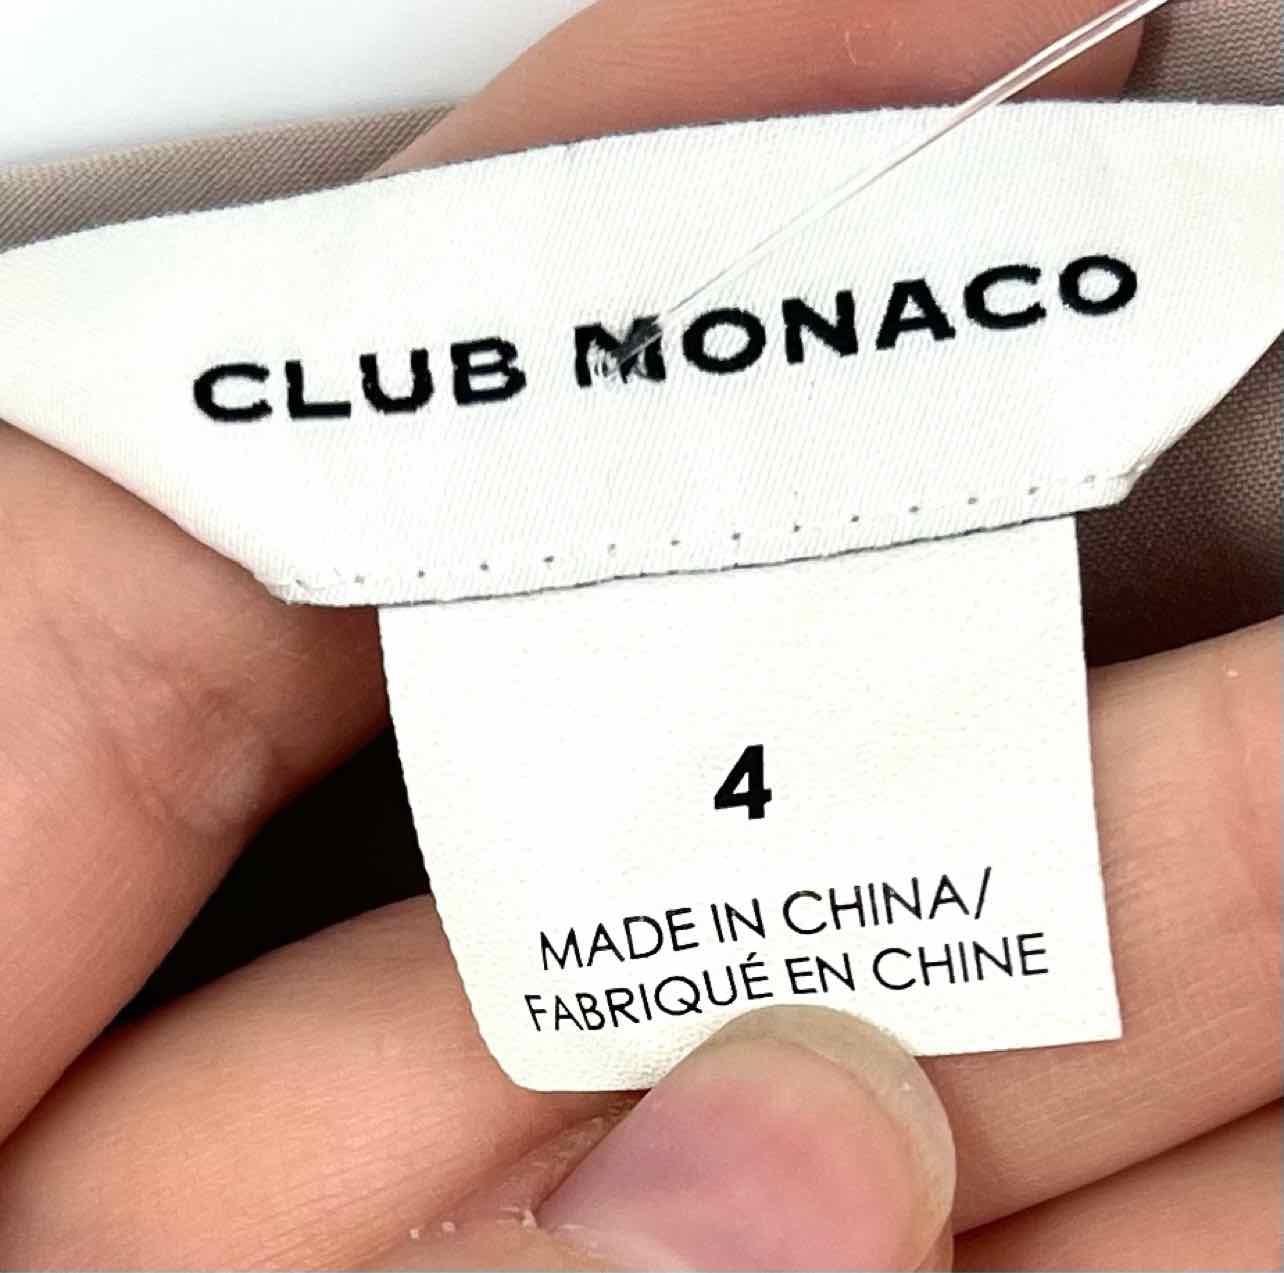 CLUB MONACO
4
MADE IN CHINA/
FABRIQUÉ EN CHINE